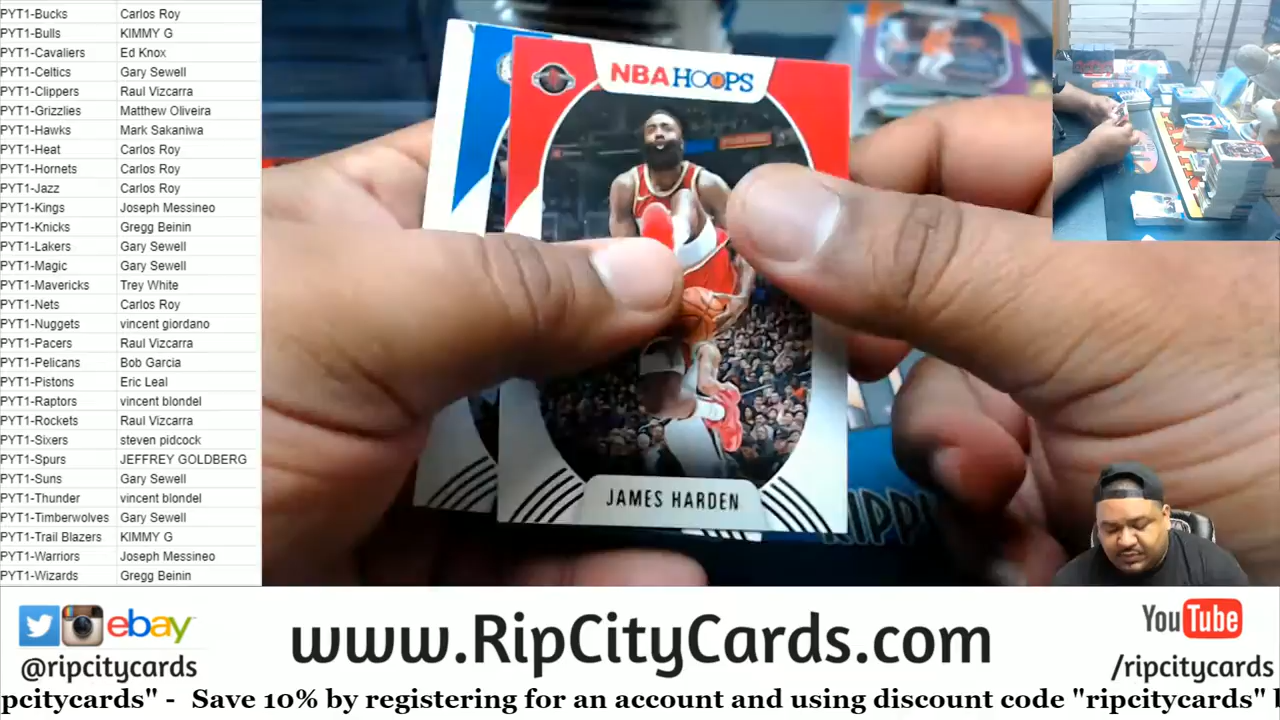 PYT1-Bucks Carlos Roy
PYT1-Bulls KIMMY G
PYT1-Cavaliers Ed Knox
PYT1-Celtics Gary Sewell
PYT1-Clippers Raul Vizcarra
PYT1-Grizzlies Matthew Oliveira
PYT1-Hawks Mark Sakaniwa
PYT1-Heat Carlos Roy
PYT1-Hornets Carlos Roy
PYT1-Jazz Carlos Roy
PYT1-Kings Joseph Messineo
PYT1-Knicks Gregg Beinin
PYT1-Lakers Gary Sewell
PYT1-Magic Gary Sewell
PYT1-Mavericks Trey White
PYT1-Nets Carlos Roy
PYT1-Nuggets vincent giordano
PYT1-Pacers Raul Vizcarra
PYT1-Pelicans Bob Garcia
PYT1-Pistons Eric Leal
PYT1-Raptors vincent blondel
PYT1-Rockets Raul Vizcarra
PYT1-Sixers steven pidcock
PYT1-Spurs JEFFREY GOLDBERG
PYT1-Suns Gary Sewell
PYT1-Thunder vincent blondel
PYT1-Timberwolves Gary Sewell
PYT1-Trail Blazers KIMMY G
PYT1-Warriors Joseph Messineo
PYT1-Wizards Gregg Beinin
NBA HOOPS
JAMES HARDEN
ebay
@ripcitycards
www.RipCityCards.com
YouTube
/ripcitycards
pcitycards" - Save 10% by registering for an account and using discount code "ripcitycards"